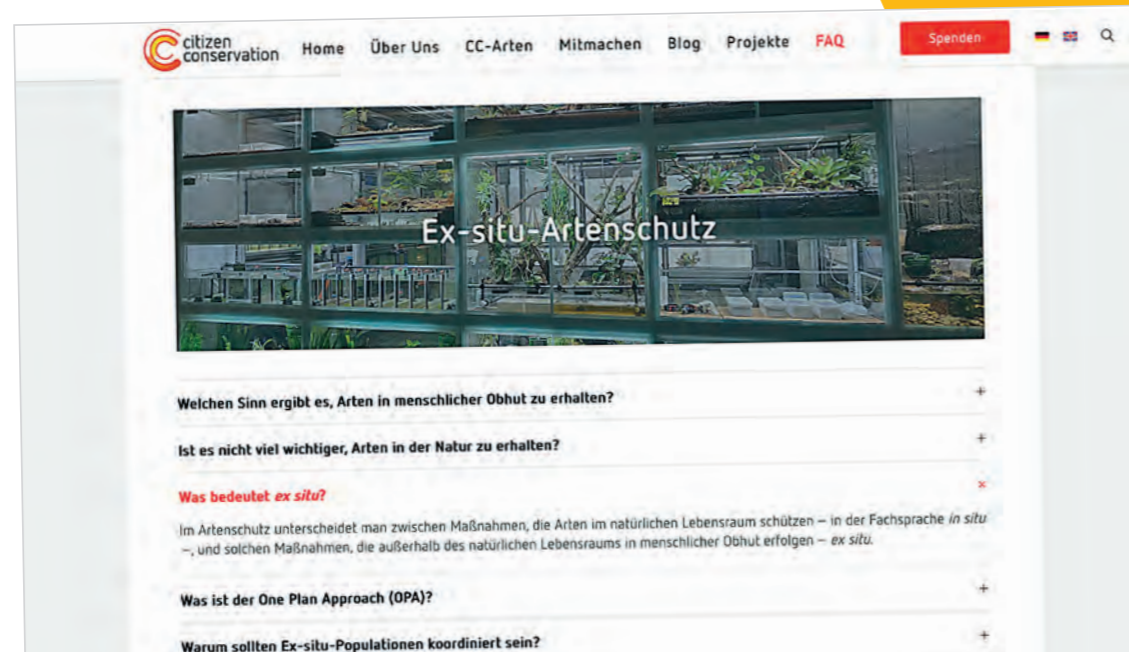 citizen
conservation
Home Über Uns CC-Arten Mitmachen Blog Projekte FAQ Spenden
Ex-situ-Artenschutz
Welchen Sinn ergibt es, Arten in menschlicher Obhut zu erhalten? +
Ist es nicht viel wichtiger, Arten in der Natur zu erhalten? +
Was bedeutet ex situ? ×
Im Artenschutz unterscheidet man zwischen Maßnahmen, die Arten im natürlichen Lebensraum schützen – in der Fachsprache in situ
–, und solchen Maßnahmen, die außerhalb des natürlichen Lebensraums in menschlicher Obhut erfolgen – ex situ.
Was ist der One Plan Approach (OPA)? +
Warum sollten Ex-situ-Populationen koordiniert sein? +